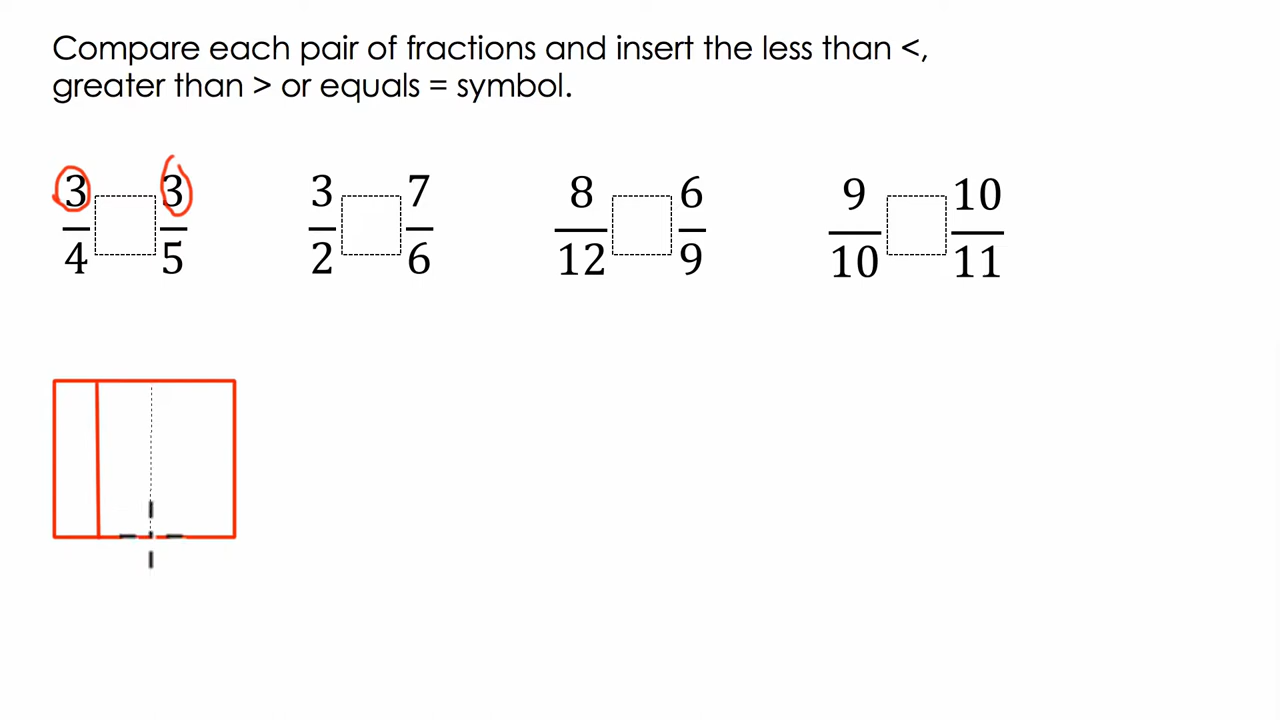 Compare each pair of fractions and insert the less than <,
greater than > or equals = symbol.
3/4 3/5 3/2 7/6 8/12 6/9 9/10 10/11